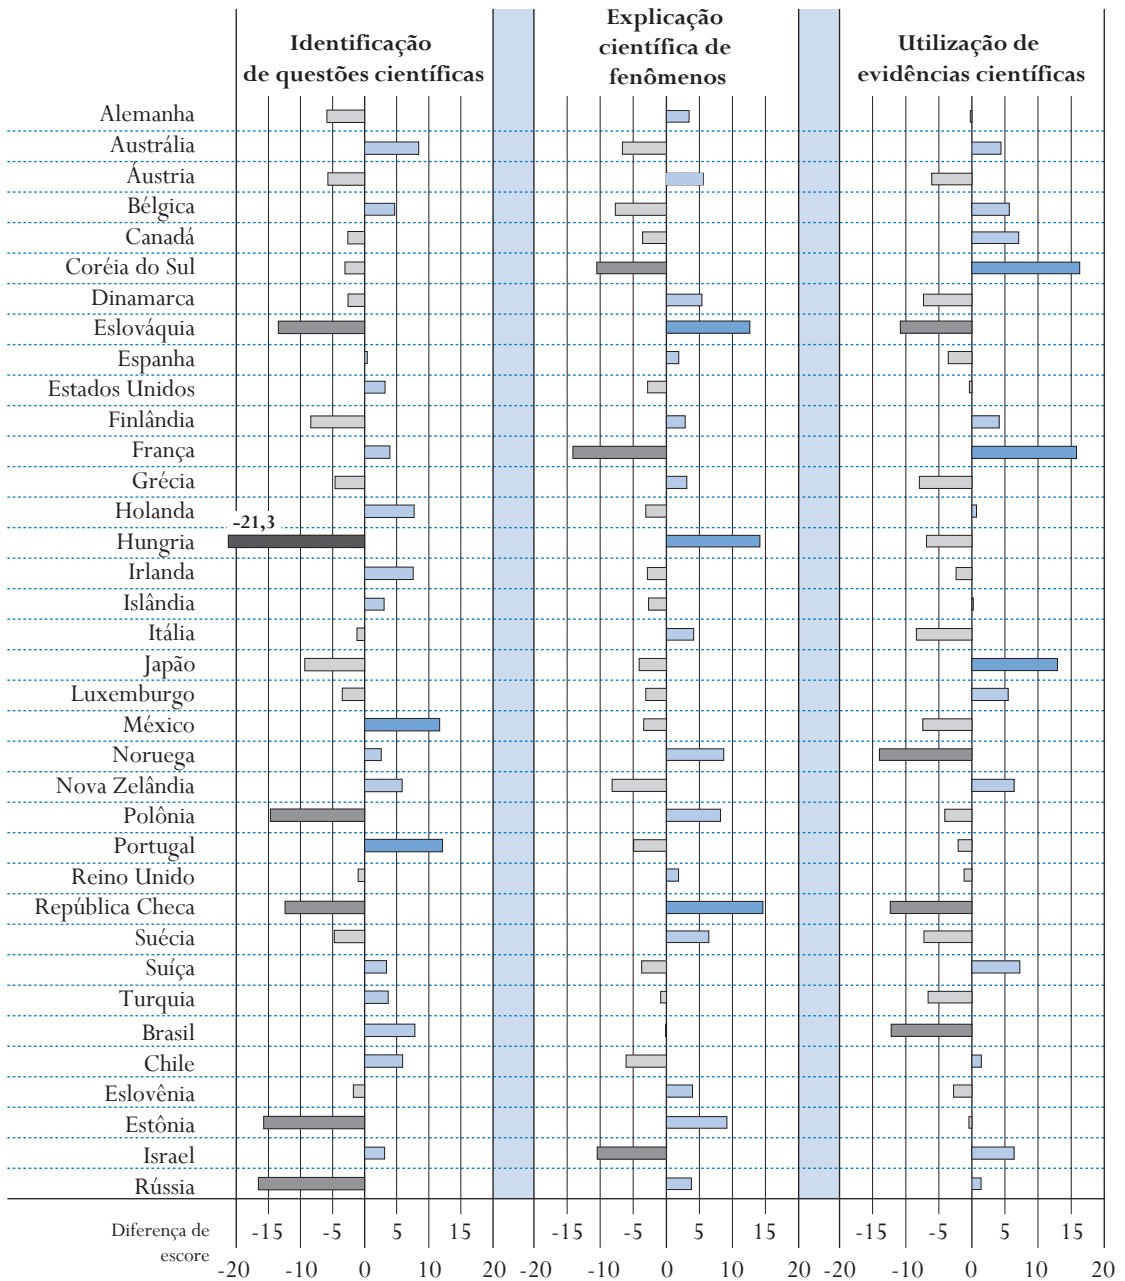 Identificação
de questões científicas
Explicação
científica de
fenômenos
Utilização de
evidências científicas
Alemanha
Austrália
Áustria
Bélgica
Canadá
Coréia do Sul
Dinamarca
Eslováquia
Espanha
Estados Unidos
Finlândia
França
Grécia
Holanda
-21,3
Hungria
Irlanda
Islândia
Itália
Japão
Luxemburgo
México
Noruega
Nova Zelândia
Polônia
Portugal
Reino Unido
República Checa
Suécia
Suíça
Turquia
Brasil
Chile
Eslovênia
Estônia
Israel
Rússia
Diferença de
escore
-15 -5 5 15 -15 -5 5 15 -15 -5 5 15
-20 -10 0 10 20 -20 -10 0 10 20 -20 -10 0 10 20